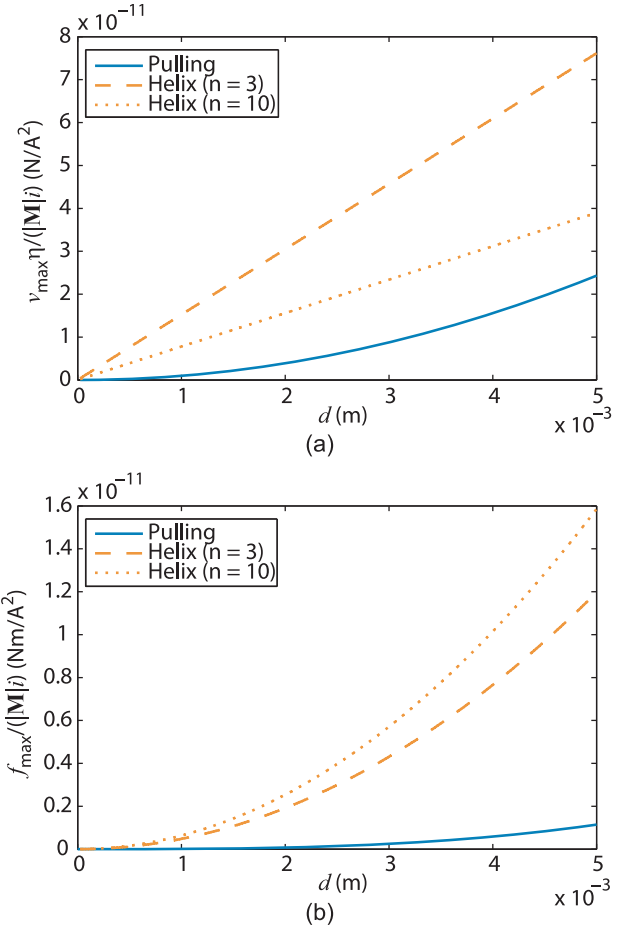 x 10⁻¹¹
8
7
6
5
4
3
2
1
0
v_max η/(|M|i) (N/A²)
Pulling
Helix (n = 3)
Helix (n = 10)
0 1 2 3 4 5
d (m)
x 10⁻³
(a)
x 10⁻¹¹
1.6
1.4
1.2
1
0.8
0.6
0.4
0.2
0
f_max/(|M|i) (Nm/A²)
Pulling
Helix (n = 3)
Helix (n = 10)
0 1 2 3 4 5
d (m)
x 10⁻³
(b)